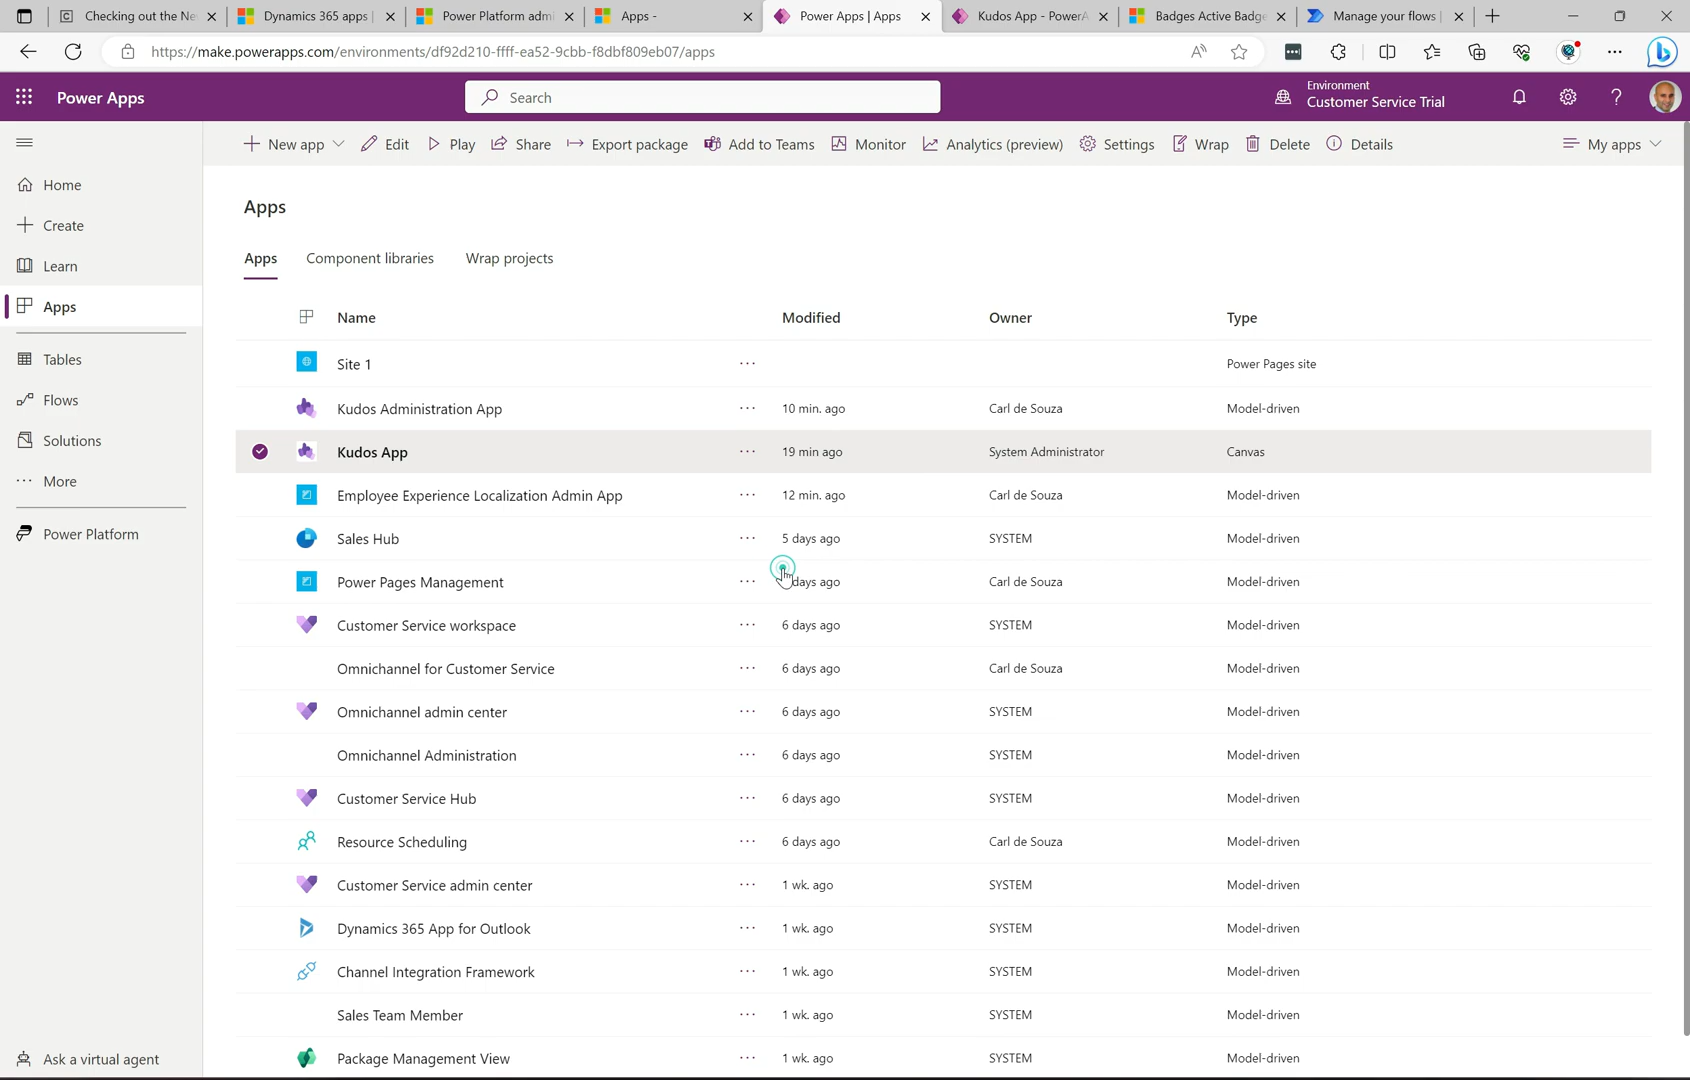 Checking out the Ne
Dynamics 365 apps
Power Platform adm
Apps -
Power Apps | Apps
Kudos App - PowerA
Badges Active Badge
Manage your flows |
https://make.powerapps.com/environments/df92d210-ffff-ea52-9cbb-f8dbf809eb07/apps
Power Apps
Search
Environment
Customer Service Trial
New app
Edit
Play
Share
Export package
Add to Teams
Monitor
Analytics (preview)
Settings
Wrap
Delete
Details
My apps
Home
Create
Learn
Apps
Tables
Flows
Solutions
More
Power Platform
Ask a virtual agent
Apps
Apps Component libraries Wrap projects
Name Modified Owner Type
Site 1 ··· Power Pages site
Kudos Administration App ··· 10 min. ago Carl de Souza Model-driven
Kudos App ··· 19 min ago System Administrator Canvas
Employee Experience Localization Admin App ··· 12 min. ago Carl de Souza Model-driven
Sales Hub ··· 5 days ago SYSTEM Model-driven
Power Pages Management ··· days ago Carl de Souza Model-driven
Customer Service workspace ··· 6 days ago SYSTEM Model-driven
Omnichannel for Customer Service ··· 6 days ago Carl de Souza Model-driven
Omnichannel admin center ··· 6 days ago SYSTEM Model-driven
Omnichannel Administration ··· 6 days ago SYSTEM Model-driven
Customer Service Hub ··· 6 days ago SYSTEM Model-driven
Resource Scheduling ··· 6 days ago Carl de Souza Model-driven
Customer Service admin center ··· 1 wk. ago SYSTEM Model-driven
Dynamics 365 App for Outlook ··· 1 wk. ago SYSTEM Model-driven
Channel Integration Framework ··· 1 wk. ago SYSTEM Model-driven
Sales Team Member ··· 1 wk. ago SYSTEM Model-driven
Package Management View ··· 1 wk. ago SYSTEM Model-driven